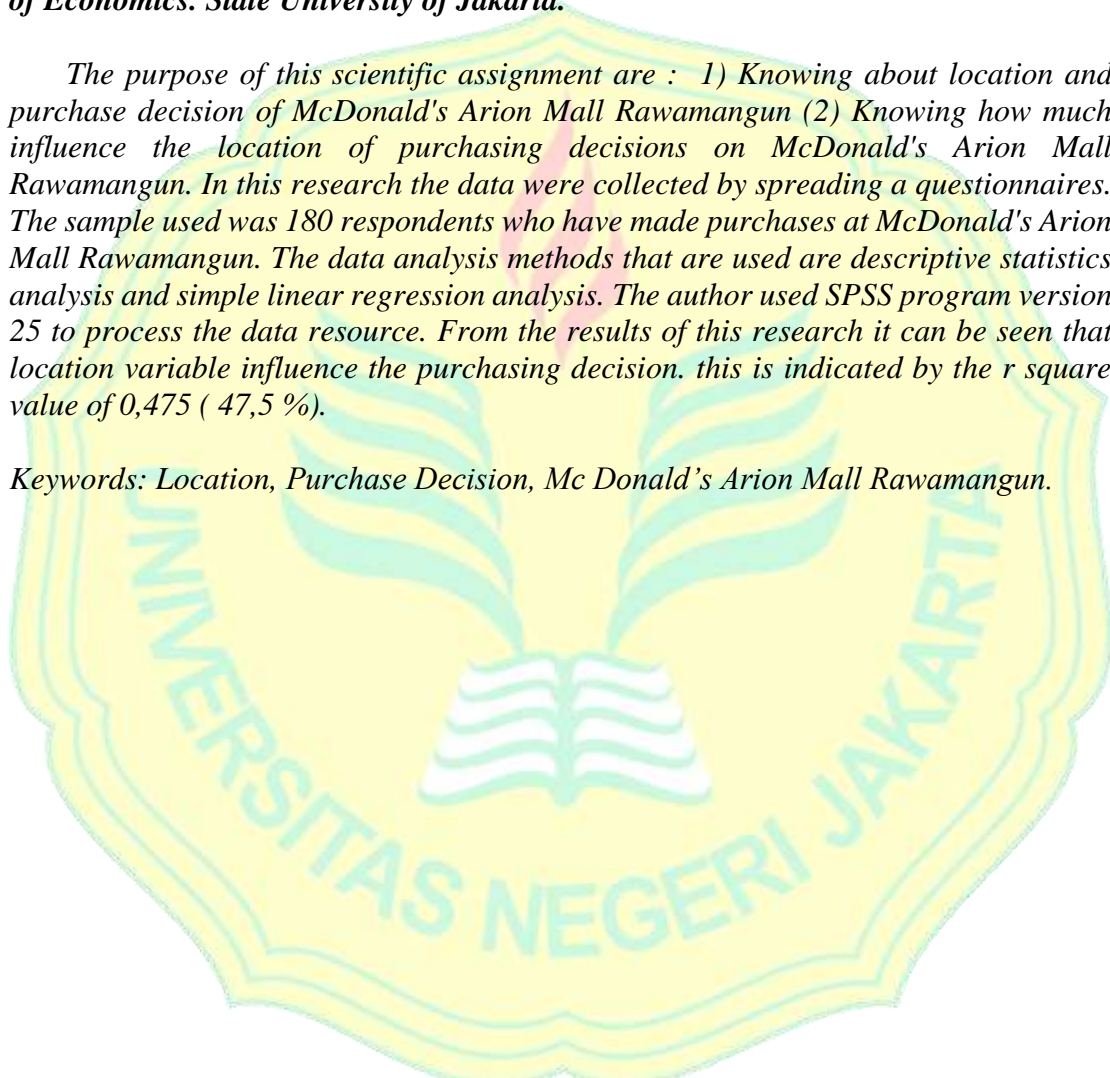 of Economics. State University of Jakarta.
The purpose of this scientific assignment are : 1) Knowing about location and
purchase decision of McDonald's Arion Mall Rawamangun (2) Knowing how much
influence the location of purchasing decisions on McDonald's Arion Mall
Rawamangun. In this research the data were collected by spreading a questionnaires.
The sample used was 180 respondents who have made purchases at McDonald's Arion
Mall Rawamangun. The data analysis methods that are used are descriptive statistics
analysis and simple linear regression analysis. The author used SPSS program version
25 to process the data resource. From the results of this research it can be seen that
location variable influence the purchasing decision. this is indicated by the r square
value of 0,475 ( 47,5 %).
Keywords: Location, Purchase Decision, Mc Donald’s Arion Mall Rawamangun.
UNIVERSITAS NEGERI JAKARTA